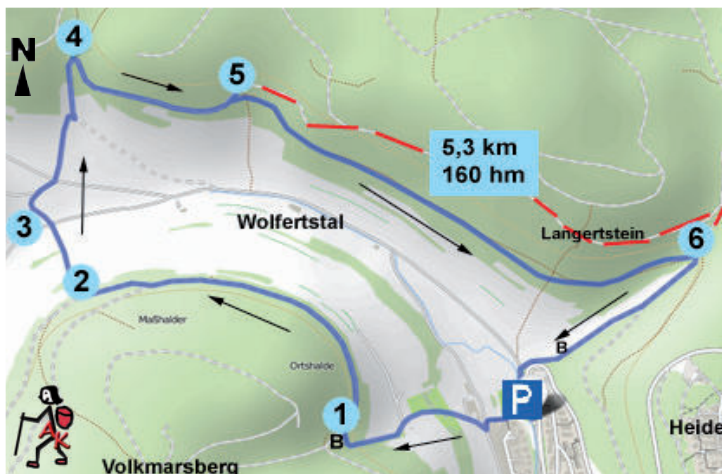 4
N
5
5,3 km
160 hm
Wolfertstal
Langertstein
6
3
2
Maßhalder
Ortshalde
B
1
P
B
AK
Heide
Volkmarsberg